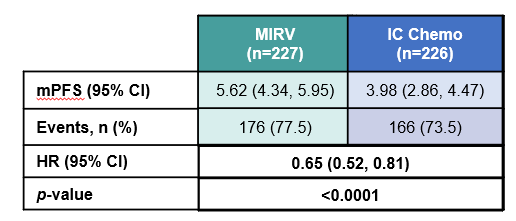 MIRV
(n=227)
IC Chemo
(n=226)
mPFS (95% CI)
5.62 (4.34, 5.95)
3.98 (2.86, 4.47)
Events, n (%)
176 (77.5)
166 (73.5)
HR (95% CI)
0.65 (0.52, 0.81)
p-value
<0.0001